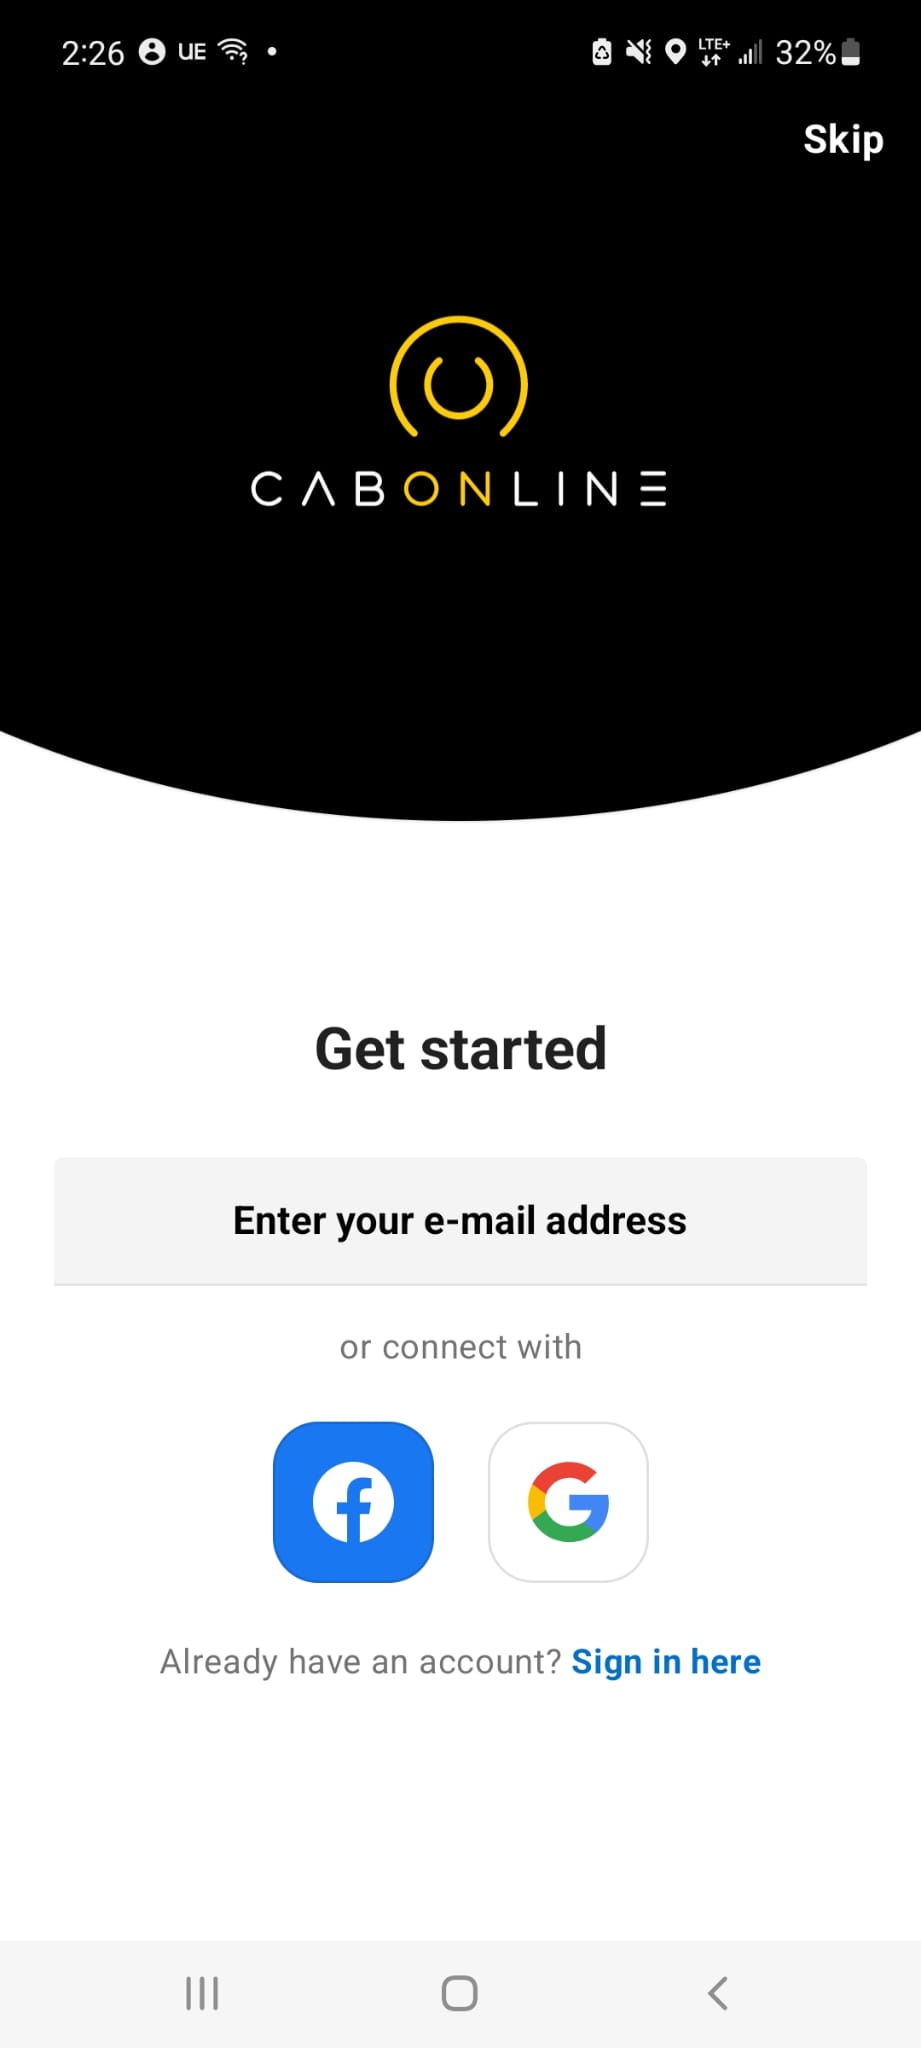 2:26 UE LTE+ 32%
Skip
CABONLINE
Get started
Enter your e-mail address
or connect with
Already have an account? Sign in here